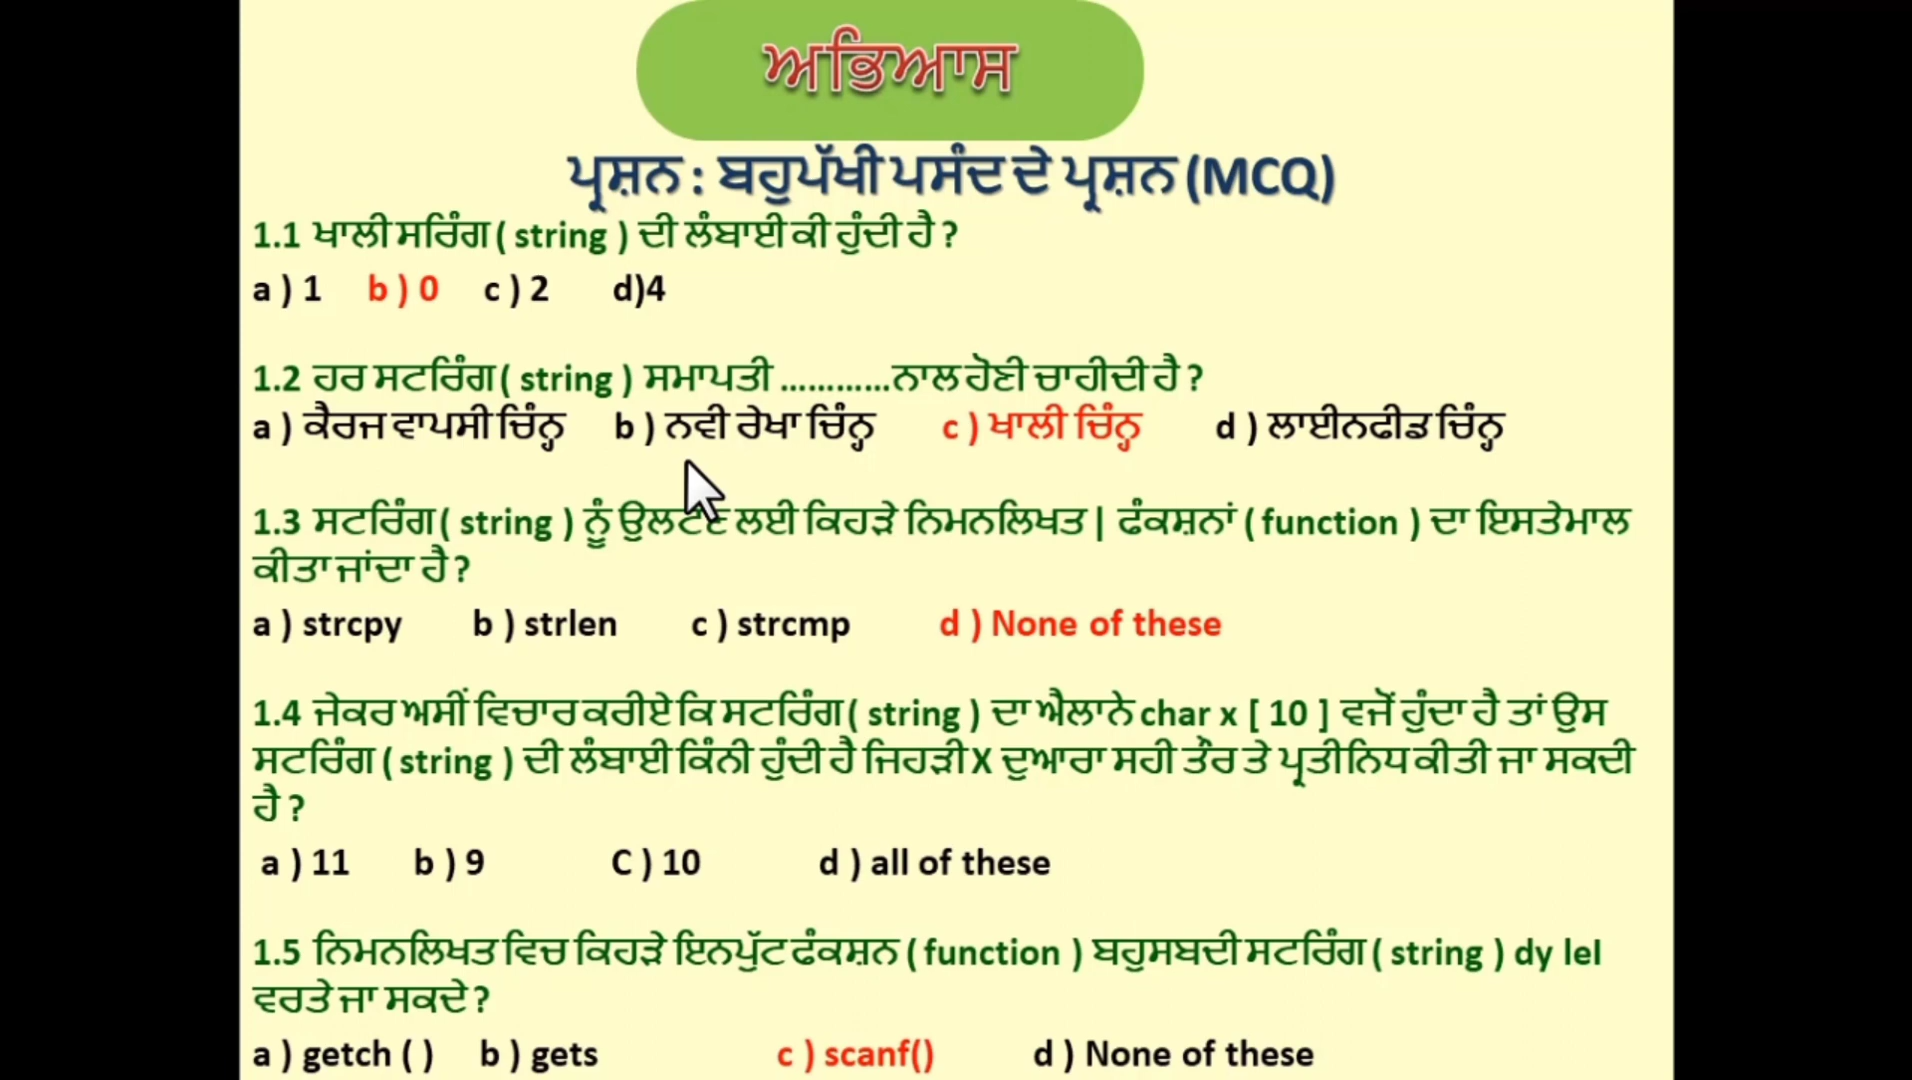 ਅਭਿਆਸ
ਪ੍ਰਸ਼ਨ : ਬਹੁਪੱਖੀ ਪਸੰਦ ਦੇ ਪ੍ਰਸ਼ਨ (MCQ)
1.1 ਖਾਲੀ ਸਰਿੰਗ ( string ) ਦੀ ਲੰਬਾਈ ਕੀ ਹੁੰਦੀ ਹੈ ?
a ) 1 b ) 0 c ) 2 d)4
1.2 ਹਰ ਸਟਰਿੰਗ ( string ) ਸਮਾਪਤੀ ............ਨਾਲ ਹੋਣੀ ਚਾਹੀਦੀ ਹੈ ?
a ) ਕੈਰਜ ਵਾਪਸੀ ਚਿੰਨ੍ਹ b ) ਨਵੀ ਰੇਖਾ ਚਿੰਨ੍ਹ c ) ਖਾਲੀ ਚਿੰਨ੍ਹ d ) ਲਾਈਨਫੀਡ ਚਿੰਨ੍ਹ
1.3 ਸਟਰਿੰਗ ( string ) ਨੂੰ ਉਲਟਣ ਲਈ ਕਿਹੜੇ ਨਿਮਨਲਿਖਤ | ਫੰਕਸ਼ਨਾਂ ( function ) ਦਾ ਇਸਤੇਮਾਲ
ਕੀਤਾ ਜਾਂਦਾ ਹੈ ?
a ) strcpy b ) strlen c ) strcmp d ) None of these
1.4 ਜੇਕਰ ਅਸੀਂ ਵਿਚਾਰ ਕਰੀਏ ਕਿ ਸਟਰਿੰਗ ( string ) ਦਾ ਐਲਾਨੇ char x [ 10 ] ਵਜੋਂ ਹੁੰਦਾ ਹੈ ਤਾਂ ਉਸ
ਸਟਰਿੰਗ ( string ) ਦੀ ਲੰਬਾਈ ਕਿੰਨੀ ਹੁੰਦੀ ਹੈ ਜਿਹੜੀ X ਦੁਆਰਾ ਸਹੀ ਤੌਰ ਤੇ ਪ੍ਰਤੀਨਿਧ ਕੀਤੀ ਜਾ ਸਕਦੀ
ਹੈ ?
a ) 11 b ) 9 C ) 10 d ) all of these
1.5 ਨਿਮਨਲਿਖਤ ਵਿਚ ਕਿਹੜੇ ਇਨਪੁੱਟ ਫੰਕਸ਼ਨ ( function ) ਬਹੁਸਬਦੀ ਸਟਰਿੰਗ ( string ) dy leI
ਵਰਤੇ ਜਾ ਸਕਦੇ ?
a ) getch ( ) b ) gets c ) scanf() d ) None of these